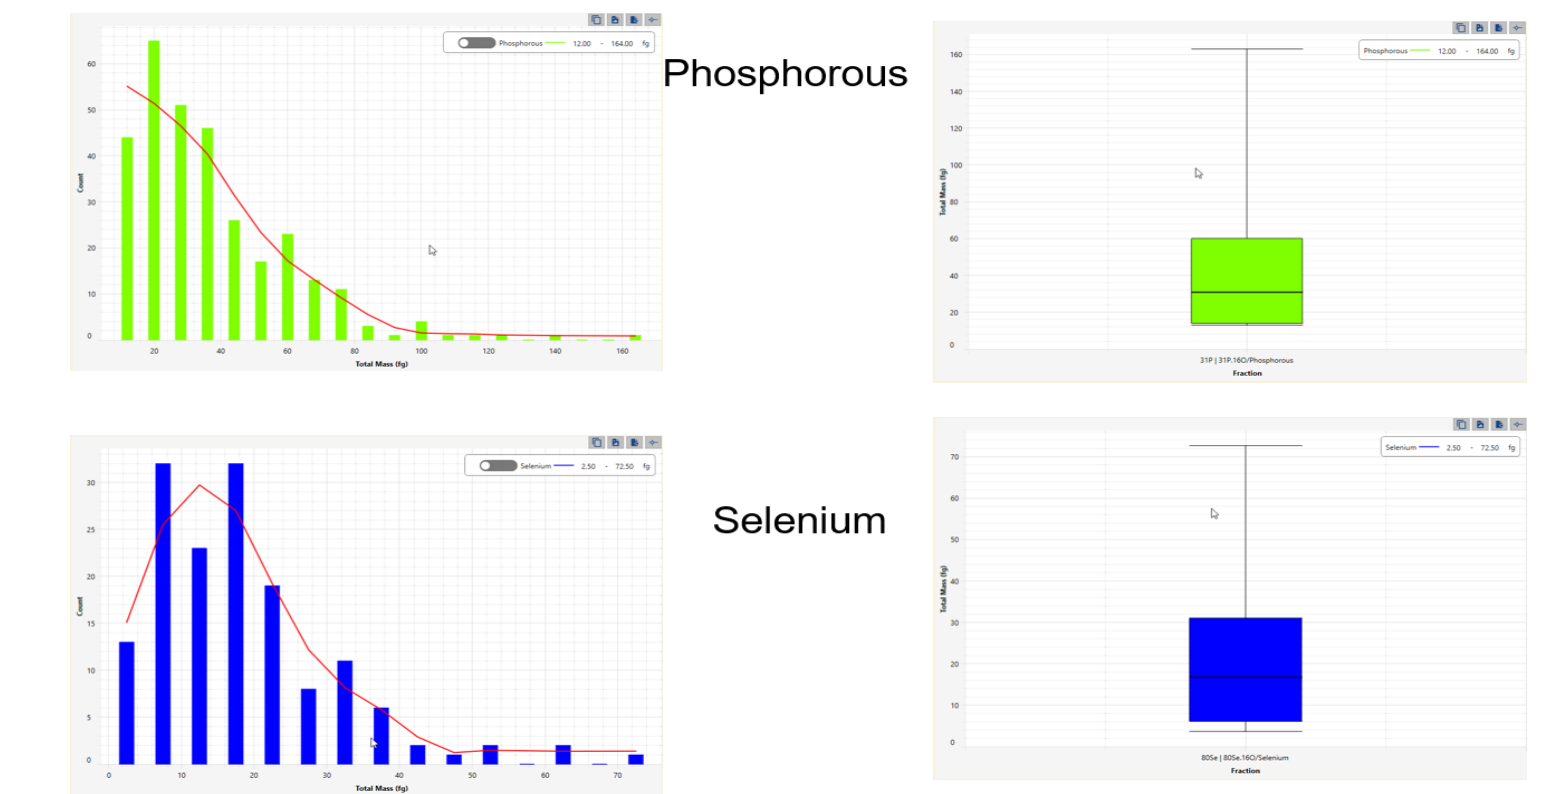 Phosphorous 12.00 - 164.00 fg
Count
60
50
40
30
20
10
0
20 40 60 80 100 120 140 160
Total Mass (fg)
Phosphorous
Phosphorous 12.00 - 164.00 fg
Total Mass (fg)
160
140
120
100
80
60
40
20
0
31P | 31P.16O/Phosphorous
Fraction
Selenium 2.50 - 72.50 fg
Count
30
25
20
15
10
5
0
0 10 20 30 40 50 60 70
Total Mass (fg)
Selenium
Selenium 2.50 - 72.50 fg
Total Mass (fg)
70
60
50
40
30
20
10
0
80Se | 80Se.16O/Selenium
Fraction